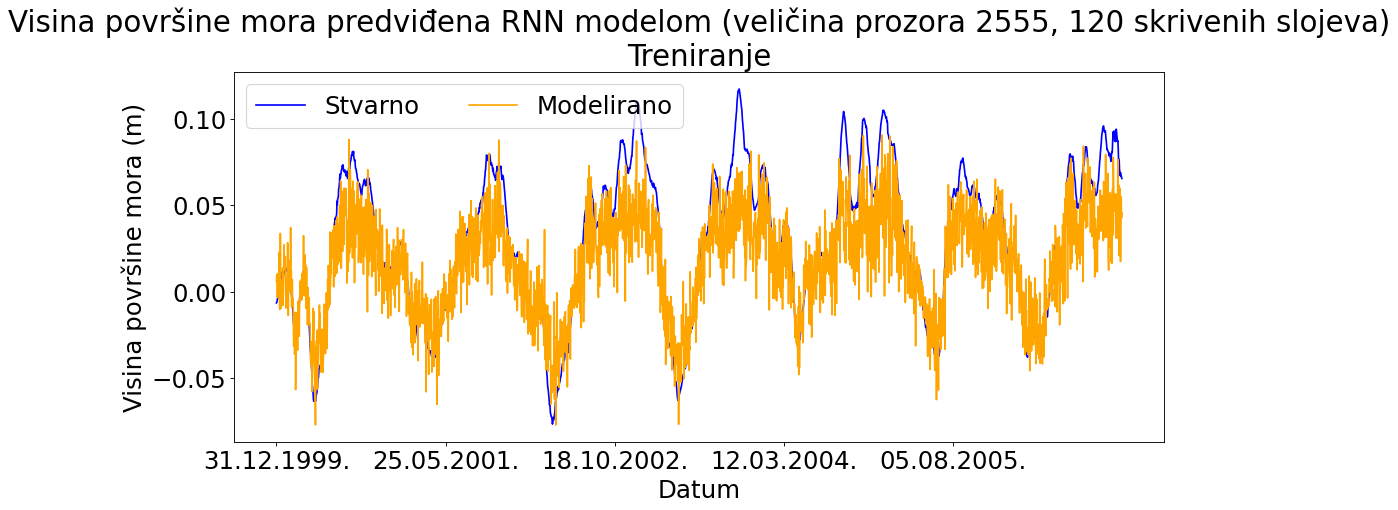 Visina površine mora predviđena RNN modelom (veličina prozora 2555, 120 skrivenih slojeva)
Treniranje
Stvarno Modelirano
Visina površine mora (m)
0.10
0.05
0.00
−0.05
31.12.1999. 25.05.2001. 18.10.2002. 12.03.2004. 05.08.2005.
Datum